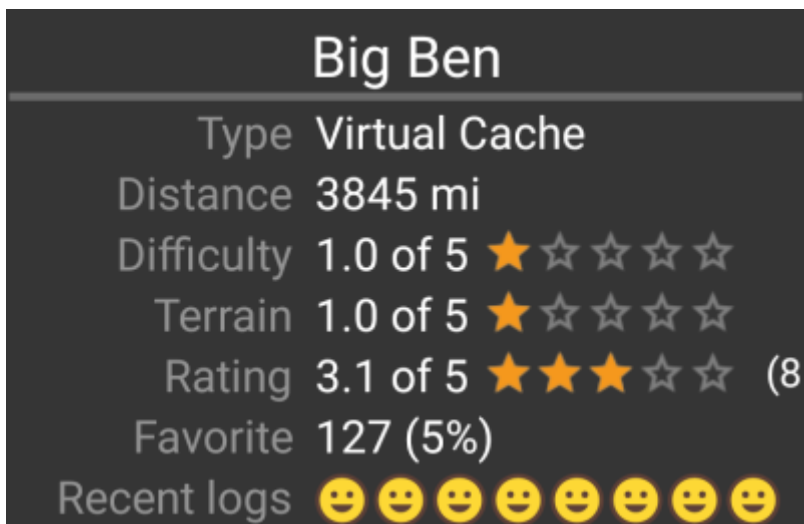 Big Ben
Type Virtual Cache
Distance 3845 mi
Difficulty 1.0 of 5
Terrain 1.0 of 5
Rating 3.1 of 5 (8
Favorite 127 (5%)
Recent logs